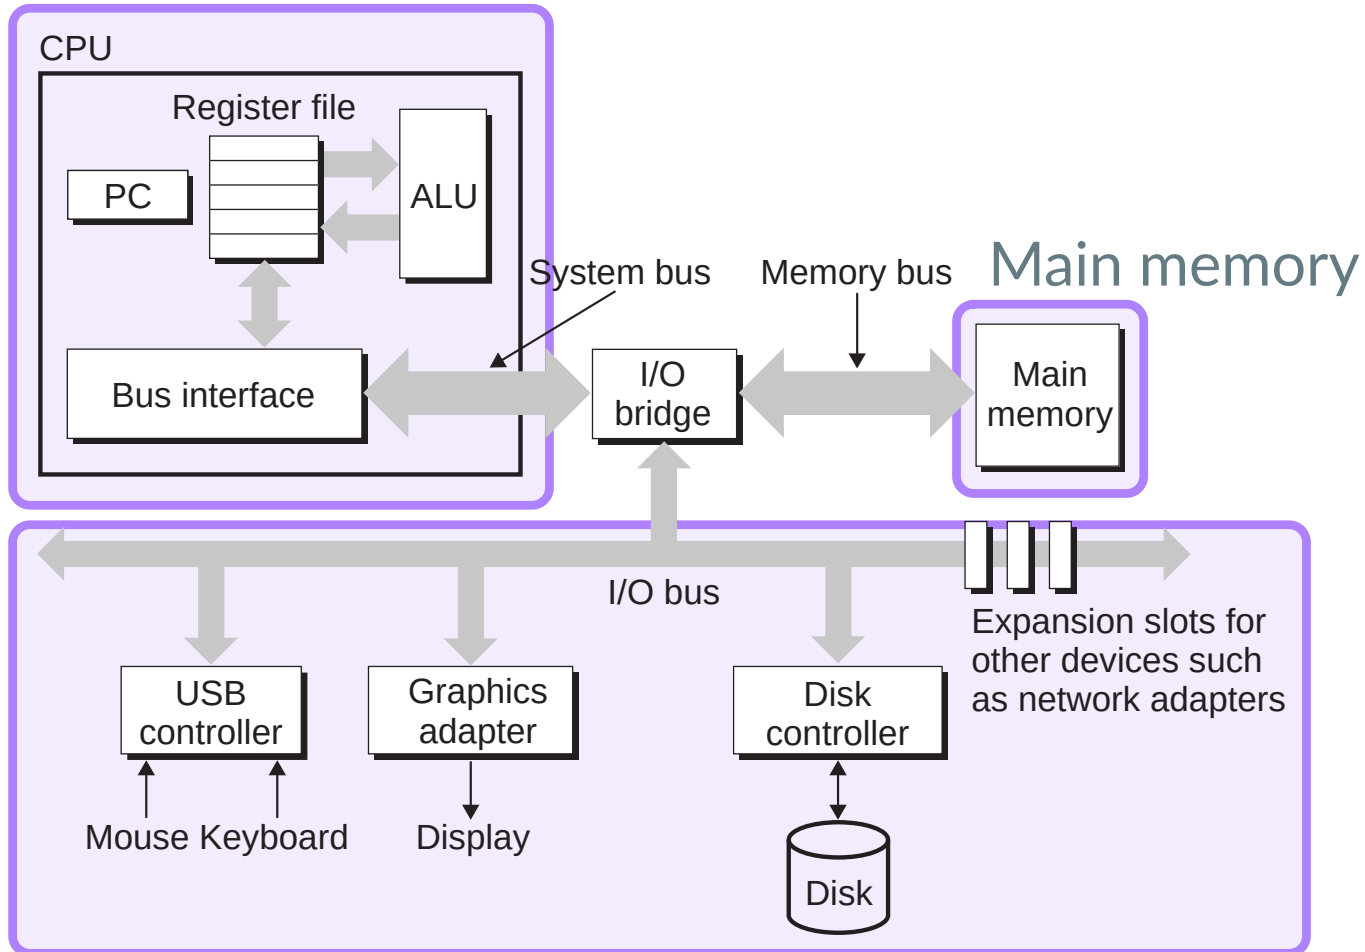 CPU
Register file
PC
ALU
System bus
Memory bus
Main memory
Bus interface
I/O
bridge
Main
memory
I/O bus
Expansion slots for
other devices such
as network adapters
USB
controller
Graphics
adapter
Disk
controller
Mouse
Keyboard
Display
Disk